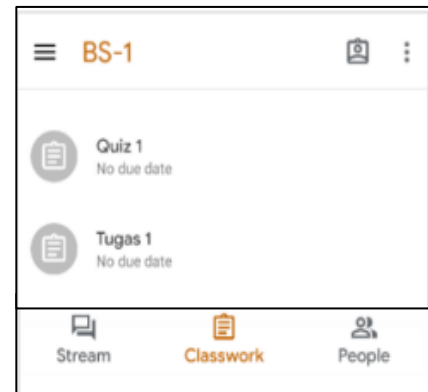 BS-1
Quiz 1
No due date
Tugas 1
No due date
Stream Classwork People